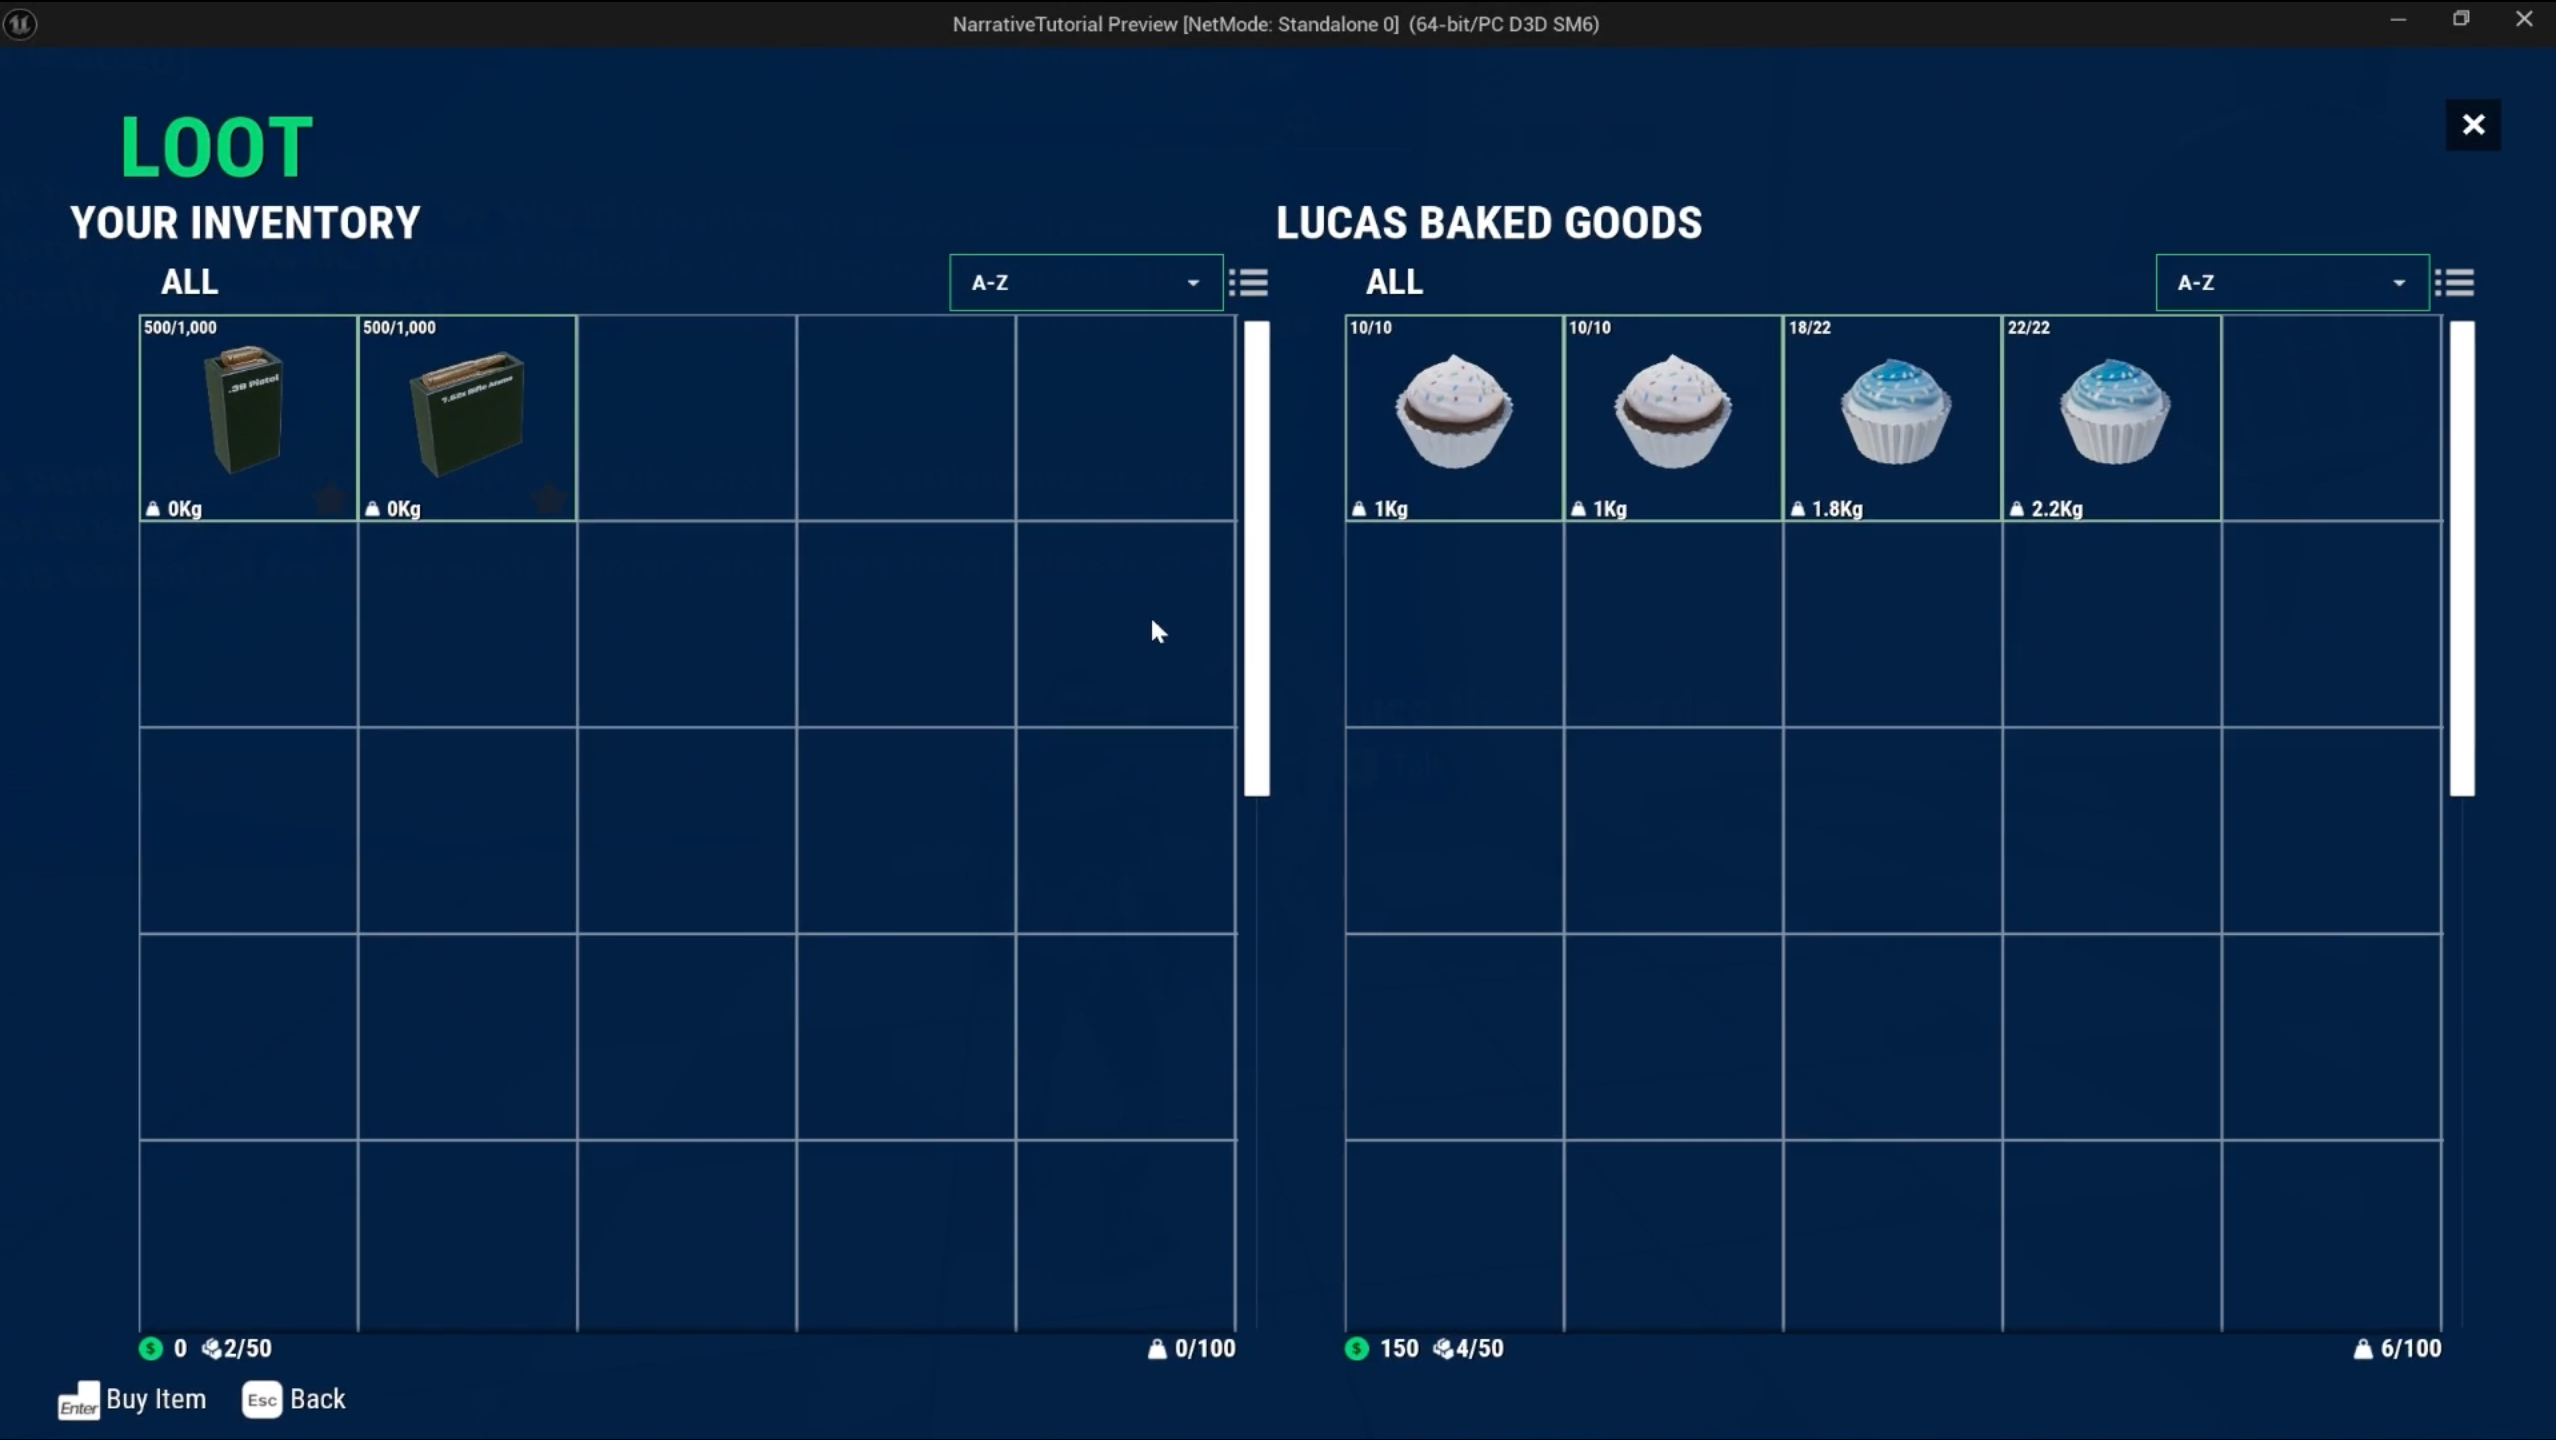 NarrativeTutorial Preview [NetMode: Standalone 0] (64-bit/PC D3D SM6)
LOOT
YOUR INVENTORY
ALL
A-Z
500/1,000
500/1,000
.38 Pistol
7.62x Rifle Ammo
0Kg
0Kg
0
2/50
0/100
LUCAS BAKED GOODS
ALL
A-Z
10/10
10/10
18/22
22/22
1Kg
1Kg
1.8Kg
2.2Kg
150
4/50
6/100
Enter Buy Item
Esc Back